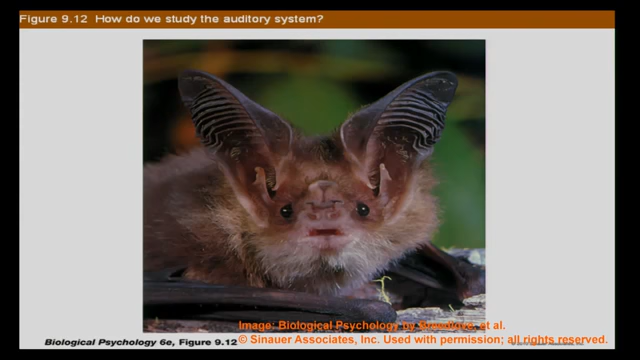 Figure 9.12 How do we study the auditory system?
Image: Biological Psychology by Breedlove, et al.
Biological Psychology 6e, Figure 9.12 © Sinauer Associates, Inc. Used with permission; all rights reserved.